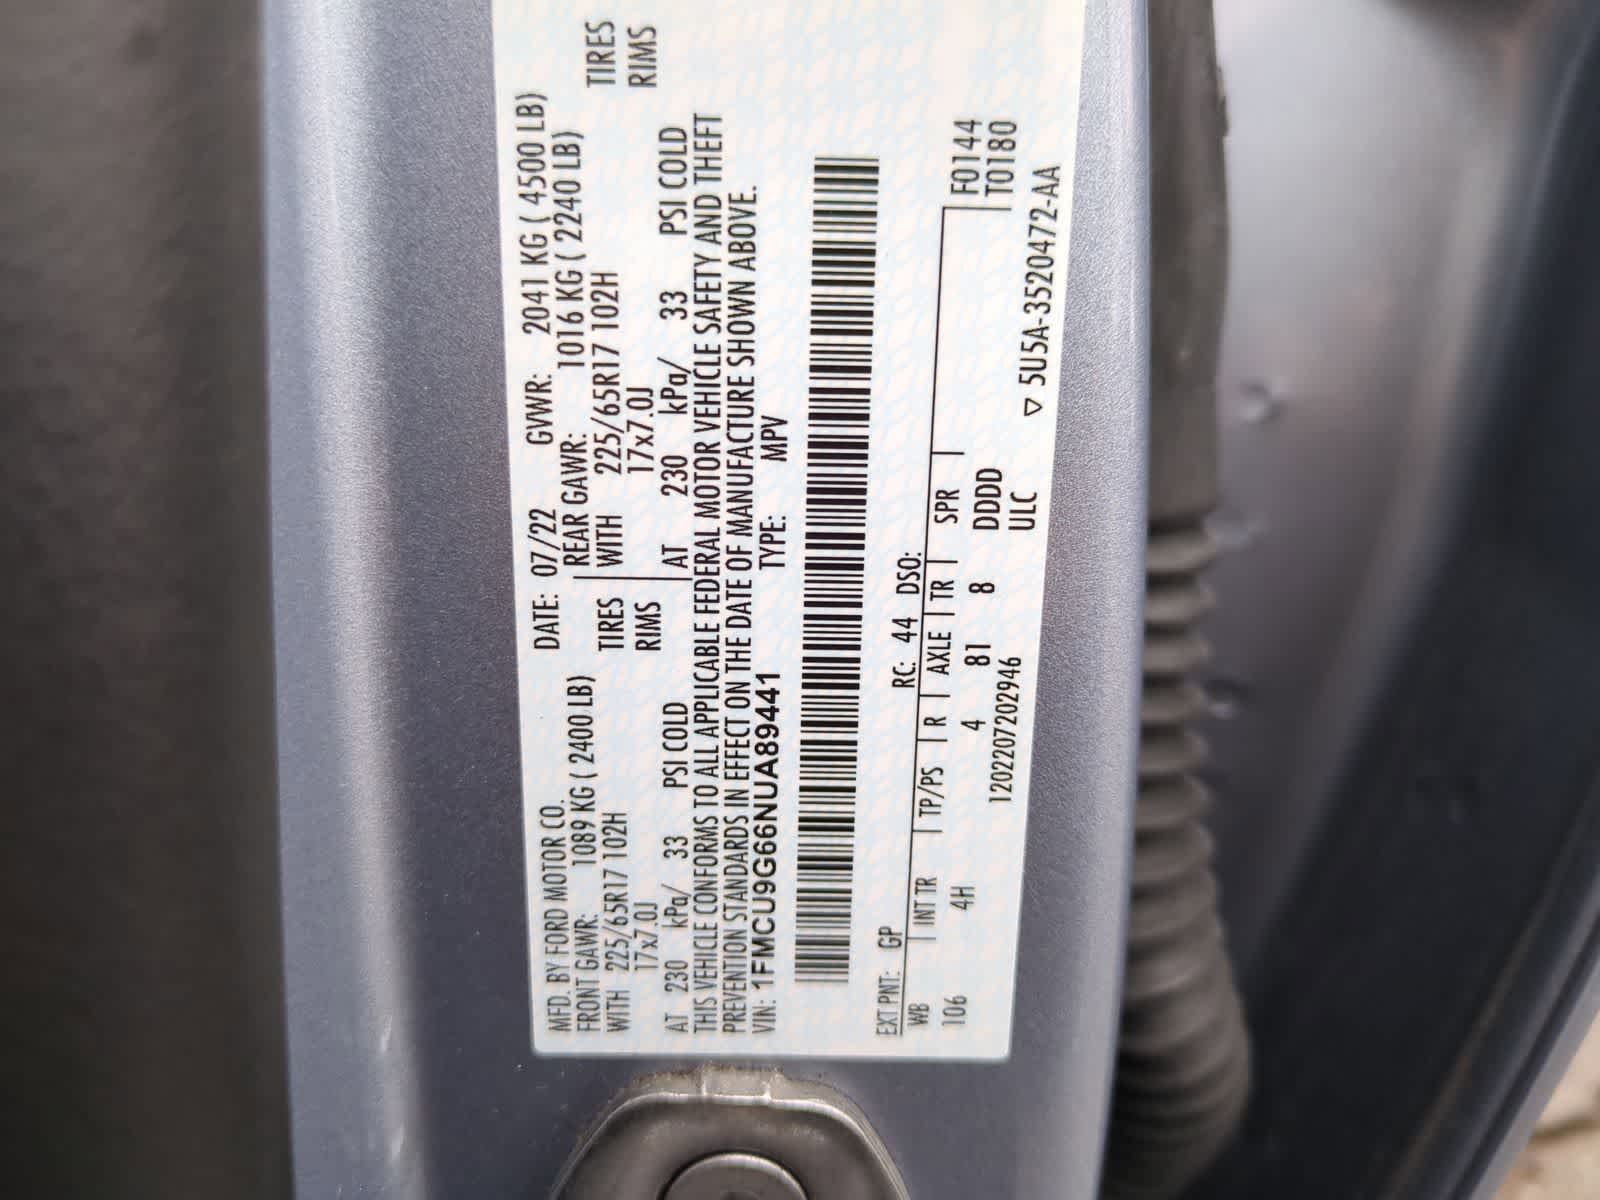 MFD. BY FORD MOTOR CO. DATE: 07/22 GVWR: 2041 KG ( 4500 LB)
FRONT GAWR: 1089 KG ( 2400 LB) REAR GAWR: 1016 KG ( 2240 LB)
WITH 225/65R17 102H TIRES WITH 225/65R17 102H TIRES
17x7.0J RIMS 17x7.0J RIMS
AT 230 kPa/ 33 PSI COLD AT 230 kPa/ 33 PSI COLD
THIS VEHICLE CONFORMS TO ALL APPLICABLE FEDERAL MOTOR VEHICLE SAFETY AND THEFT
PREVENTION STANDARDS IN EFFECT ON THE DATE OF MANUFACTURE SHOWN ABOVE.
VIN: 1FMCU9G66NUA89441 TYPE: MPV
EXT PNT: GP RC: 44 DSO: F0144
WB INT TR TP/PS R AXLE TR SPR T0180
106 4H 4 81 8 DDDD
120220720294​6 ULC ▽ 5U5A-3520472-AA